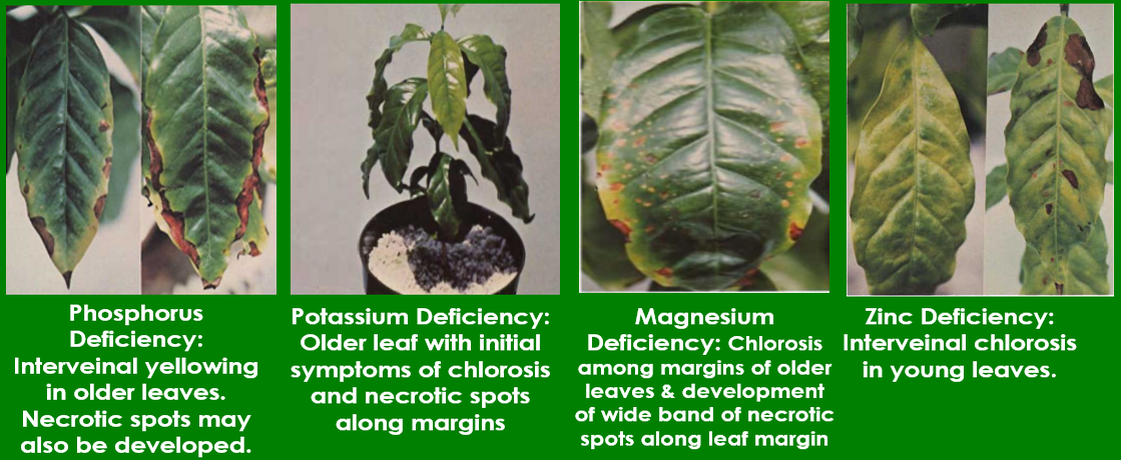 Phosphorus
Deficiency:
Interveinal yellowing
in older leaves.
Necrotic spots may
also be developed.
Potassium Deficiency:
Older leaf with initial
symptoms of chlorosis
and necrotic spots
along margins
Magnesium
Deficiency: Chlorosis
among margins of older
leaves & development
of wide band of necrotic
spots along leaf margin
Zinc Deficiency:
Interveinal chlorosis
in young leaves.